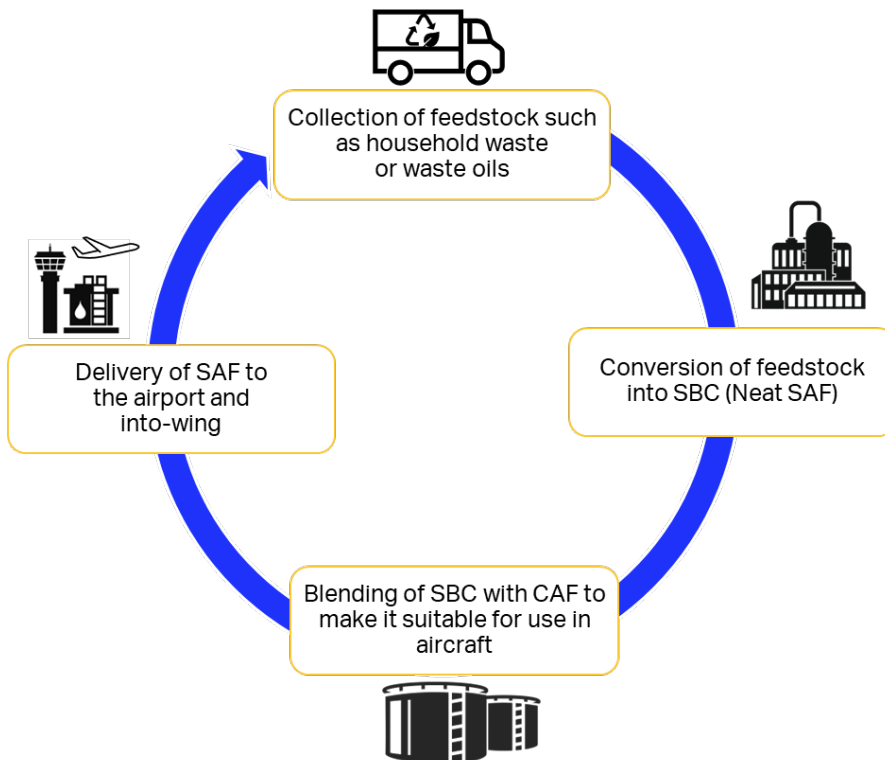 Collection of feedstock such
as household waste
or waste oils
Conversion of feedstock
into SBC (Neat SAF)
Blending of SBC with CAF to
make it suitable for use in
aircraft
Delivery of SAF to
the airport and
into-wing